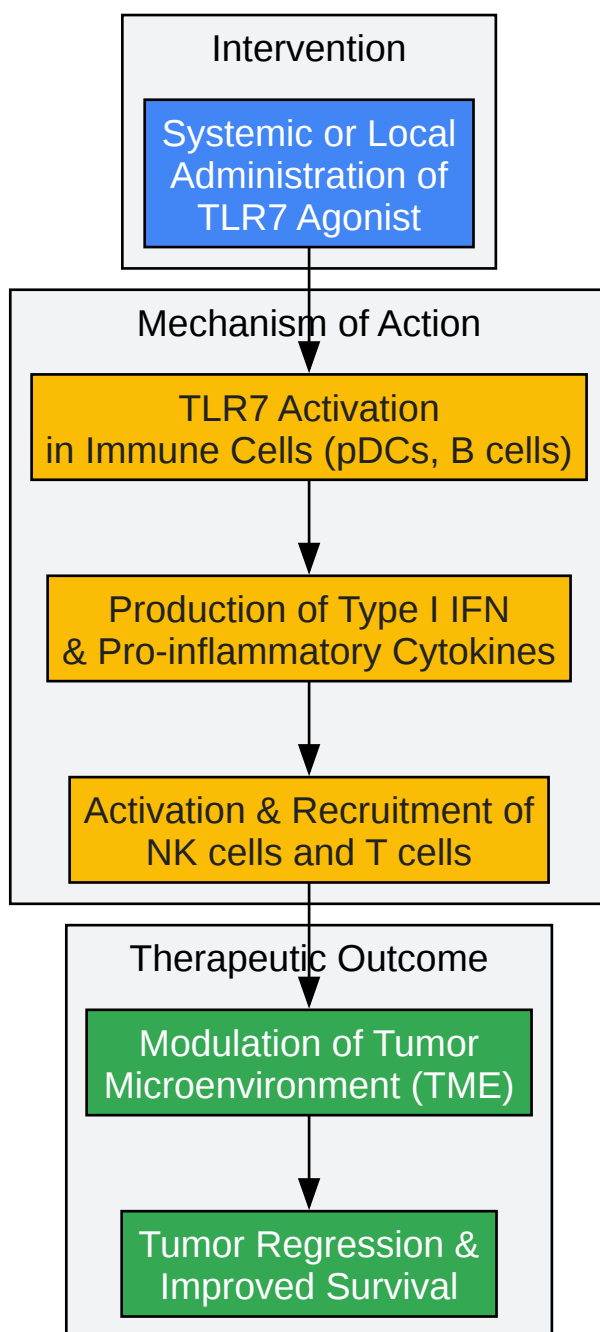 Intervention
Systemic or Local
Administration of
TLR7 Agonist
Mechanism of Action
TLR7 Activation
in Immune Cells (pDCs, B cells)
Production of Type I IFN
& Pro-inflammatory Cytokines
Activation & Recruitment of
NK cells and T cells
Therapeutic Outcome
Modulation of Tumor
Microenvironment (TME)
Tumor Regression &
Improved Survival